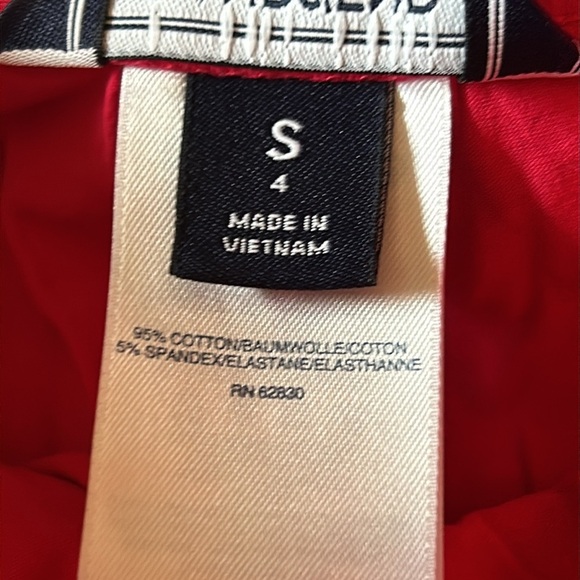 S
4
MADE IN
VIETNAM
95% COTTON/BAUMWOLLE/COTON
5% SPANDEX/ELASTANE/ELASTHANNE
RN 62830